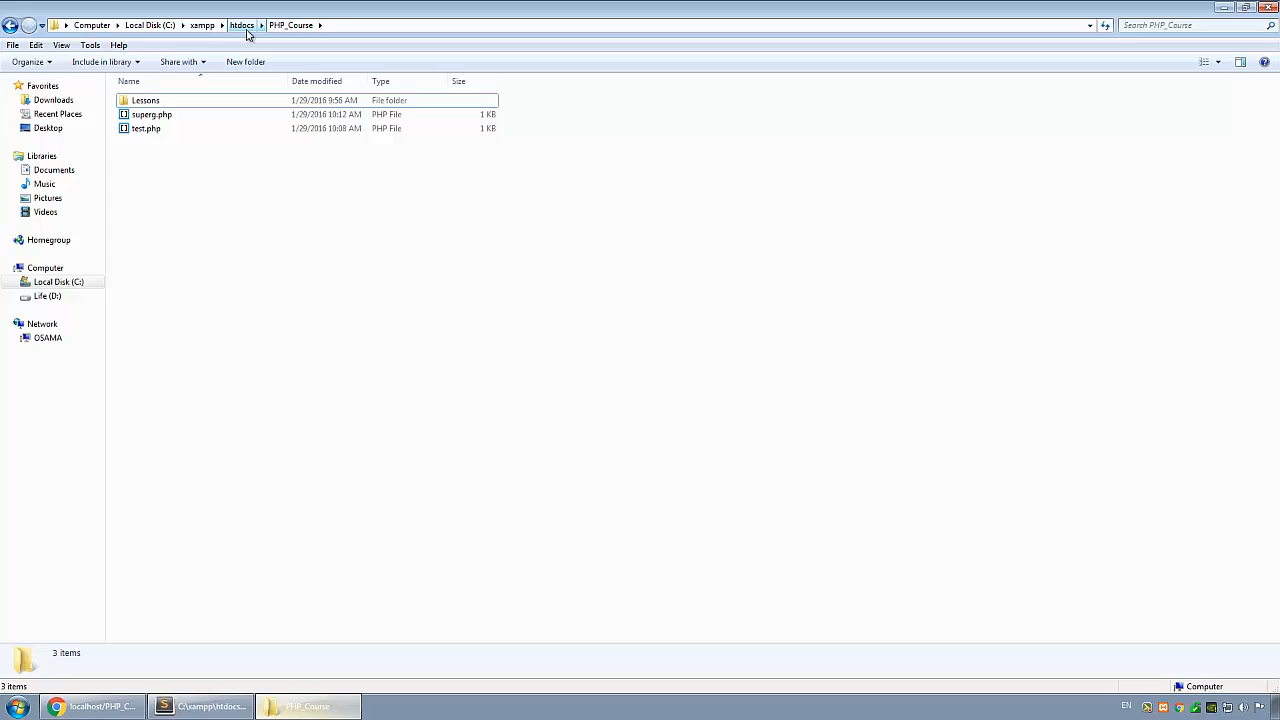 Computer Local Disk (C:) xampp htdocs PHP_Course Search PHP_Course
File Edit View Tools Help
Organize Include in library Share with New folder
Name Date modified Type Size
Favorites
Downloads
Recent Places
Desktop
Libraries
Documents
Music
Pictures
Videos
Homegroup
Computer
Local Disk (C:)
Life (D:)
Network
OSAMA
Lessons 1/29/2016 9:56 AM File folder
superg.php 1/29/2016 10:12 AM PHP File 1 KB
test.php 1/29/2016 10:08 AM PHP File 1 KB
3 items
3 items Computer
localhost/PHP_C... C:\xampp\htdocs... PHP_Course EN